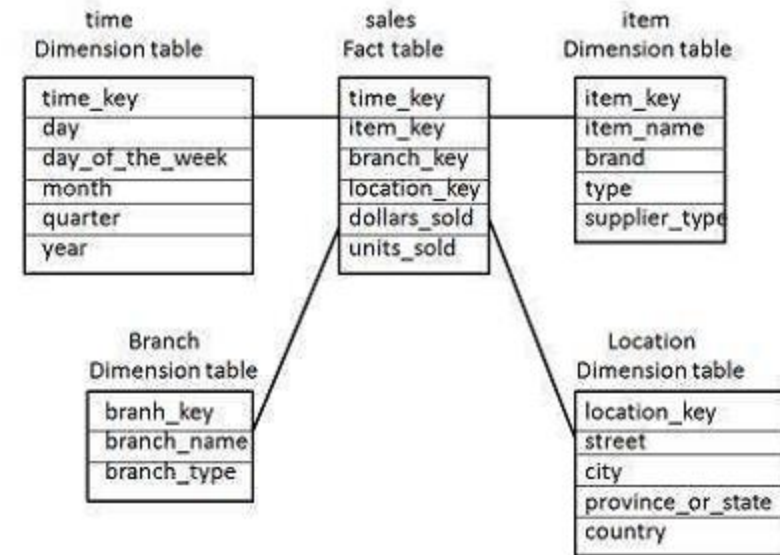 time
Dimension table
time_key
day
day_of_the_week
month
quarter
year
sales
Fact table
time_key
item_key
branch_key
location_key
dollars_sold
units_sold
item
Dimension table
item_key
item_name
brand
type
supplier_type
Branch
Dimension table
branh_key
branch_name
branch_type
Location
Dimension table
location_key
street
city
province_or_state
country